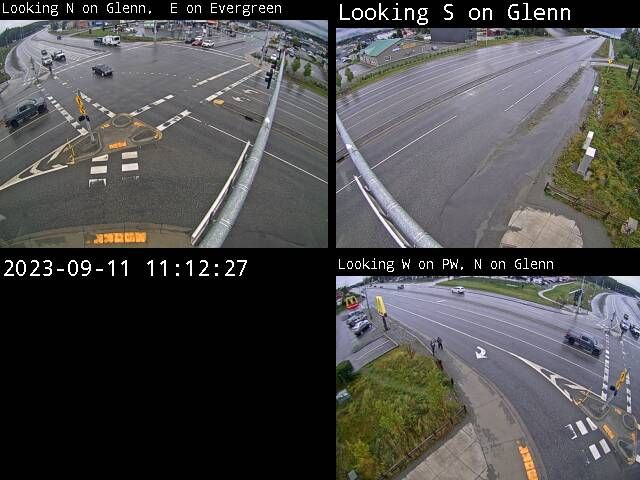 Looking N on Glenn, E on Evergreen
Looking S on Glenn
2023-09-11 11:12:27
Looking W on PW, N on Glenn